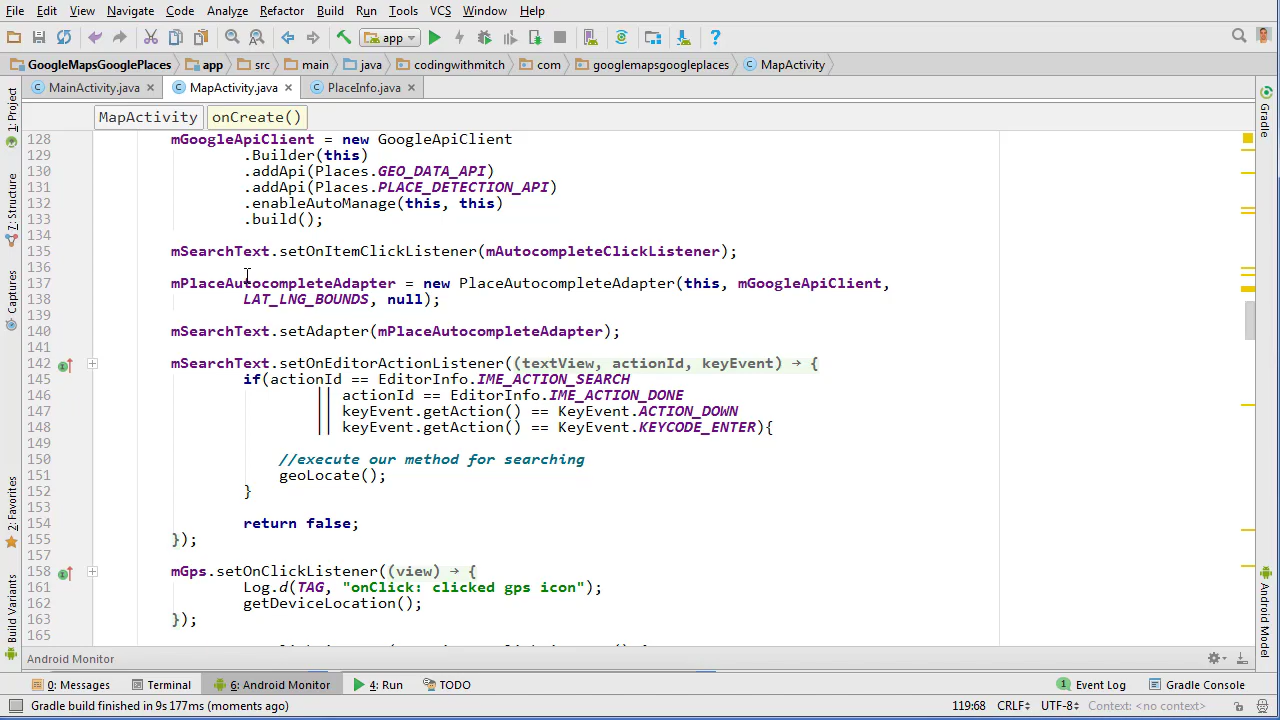 File Edit View Navigate Code Analyze Refactor Build Run Tools VCS Window Help
app
GoogleMapsGooglePlaces app src main java codingwithmitch com googlemapsgoogleplaces MapActivity
MainActivity.java MapActivity.java PlaceInfo.java
MapActivity onCreate()
1: Project
7: Structure
Captures
2: Favorites
Build Variants
128 mGoogleApiClient = new GoogleApiClient
129 .Builder(this)
130 .addApi(Places.GEO_DATA_API)
131 .addApi(Places.PLACE_DETECTION_API)
132 .enableAutoManage(this, this)
133 .build();
134
135 mSearchText.setOnItemClickListener(mAutocompleteClickListener);
136
137 mPlaceAutocompleteAdapter = new PlaceAutocompleteAdapter(this, mGoogleApiClient,
138 LAT_LNG_BOUNDS, null);
139
140 mSearchText.setAdapter(mPlaceAutocompleteAdapter);
141
142 mSearchText.setOnEditorActionListener((textView, actionId, keyEvent) → {
145 if(actionId == EditorInfo.IME_ACTION_SEARCH
146 || actionId == EditorInfo.IME_ACTION_DONE
147 || keyEvent.getAction() == KeyEvent.ACTION_DOWN
148 || keyEvent.getAction() == KeyEvent.KEYCODE_ENTER){
149
150 //execute our method for searching
151 geoLocate();
152 }
153
154 return false;
155 });
157
158 mGps.setOnClickListener((view) → {
161 Log.d(TAG, "onClick: clicked gps icon");
162 getDeviceLocation();
163 });
165
Gradle
Android Model
Android Monitor
0: Messages Terminal 6: Android Monitor 4: Run TODO Event Log Gradle Console
Gradle build finished in 9s 177ms (moments ago) 119:68 CRLF UTF-8 Context: <no context>